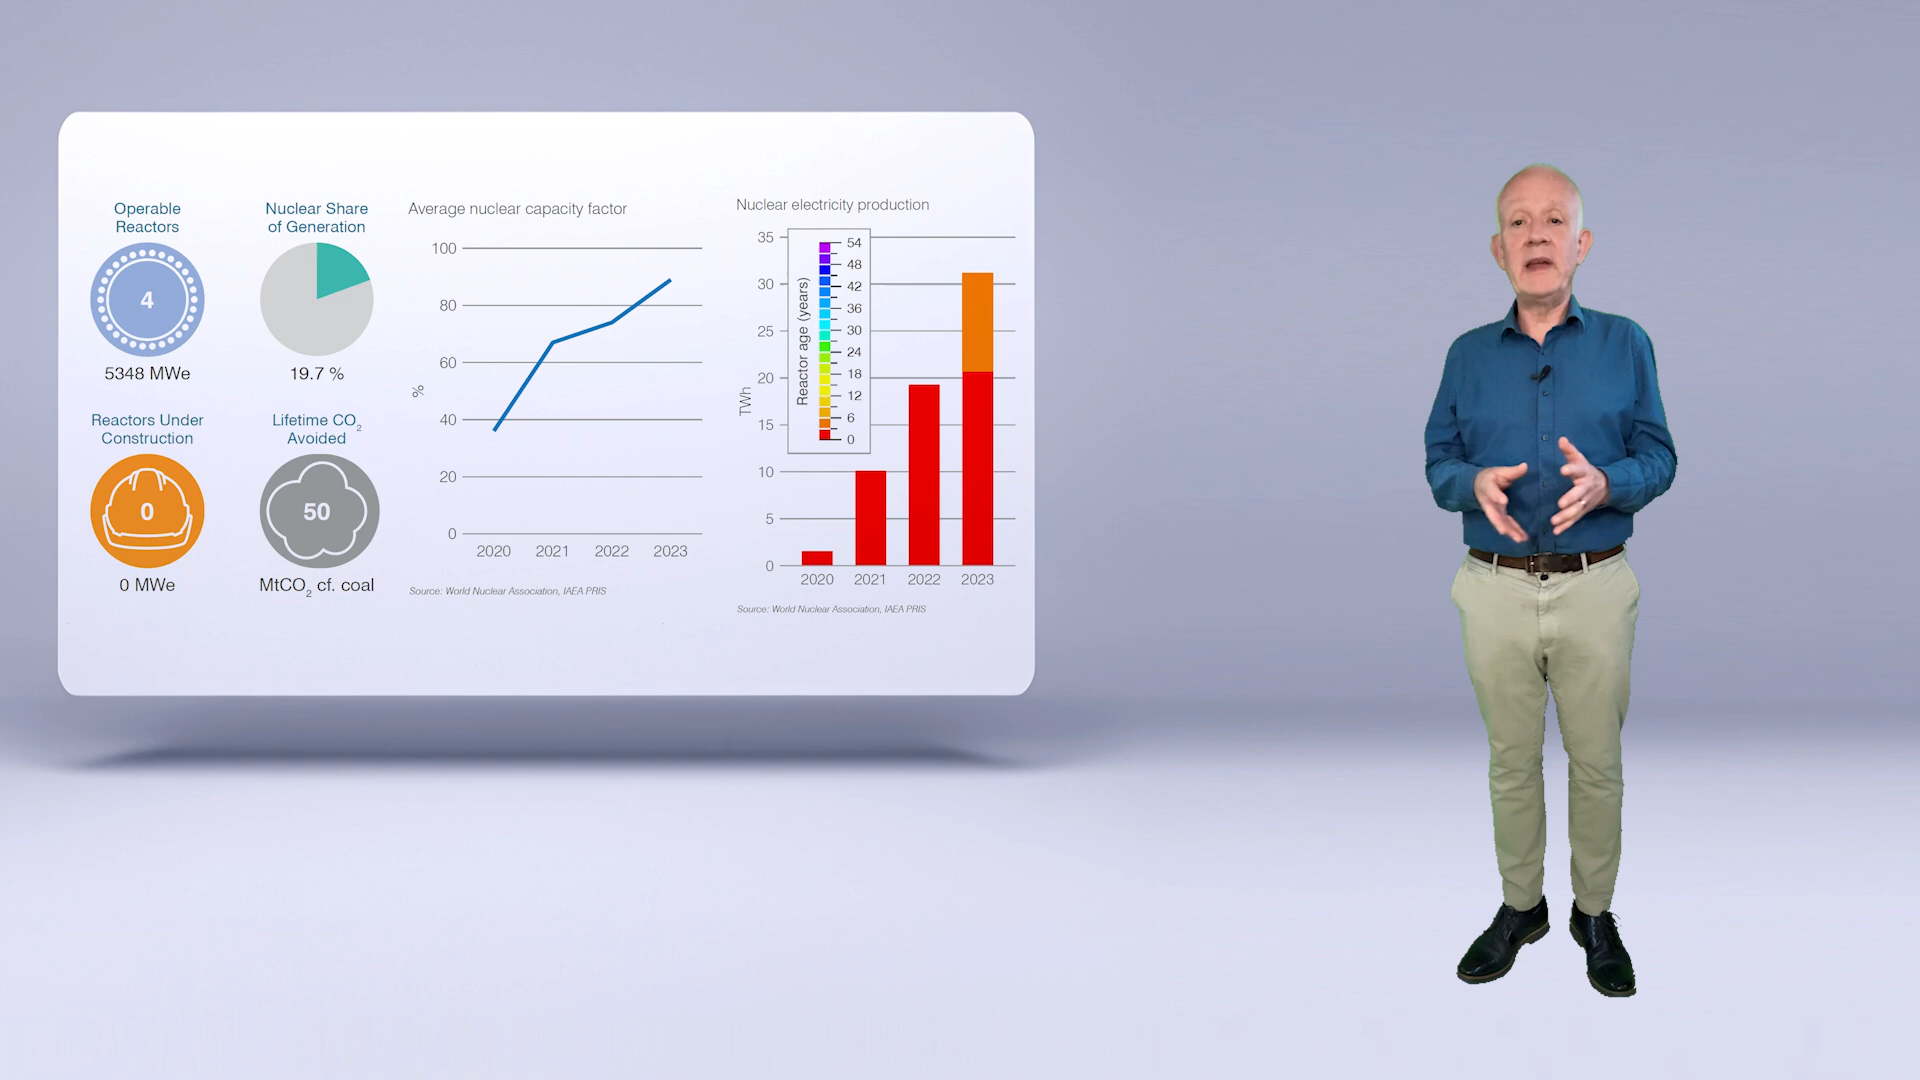 Operable
Reactors
4
5348 MWe
Nuclear Share
of Generation
19.7 %
Reactors Under
Construction
0
0 MWe
Lifetime CO₂
Avoided
50
MtCO₂ cf. coal
Average nuclear capacity factor
100
80
60
40
20
0
%
2020 2021 2022 2023
Source: World Nuclear Association, IAEA PRIS
Nuclear electricity production
35
30
25
20
15
10
5
0
TWh
Reactor age (years)
54
48
42
36
30
24
18
12
6
0
2020 2021 2022 2023
Source: World Nuclear Association, IAEA PRIS